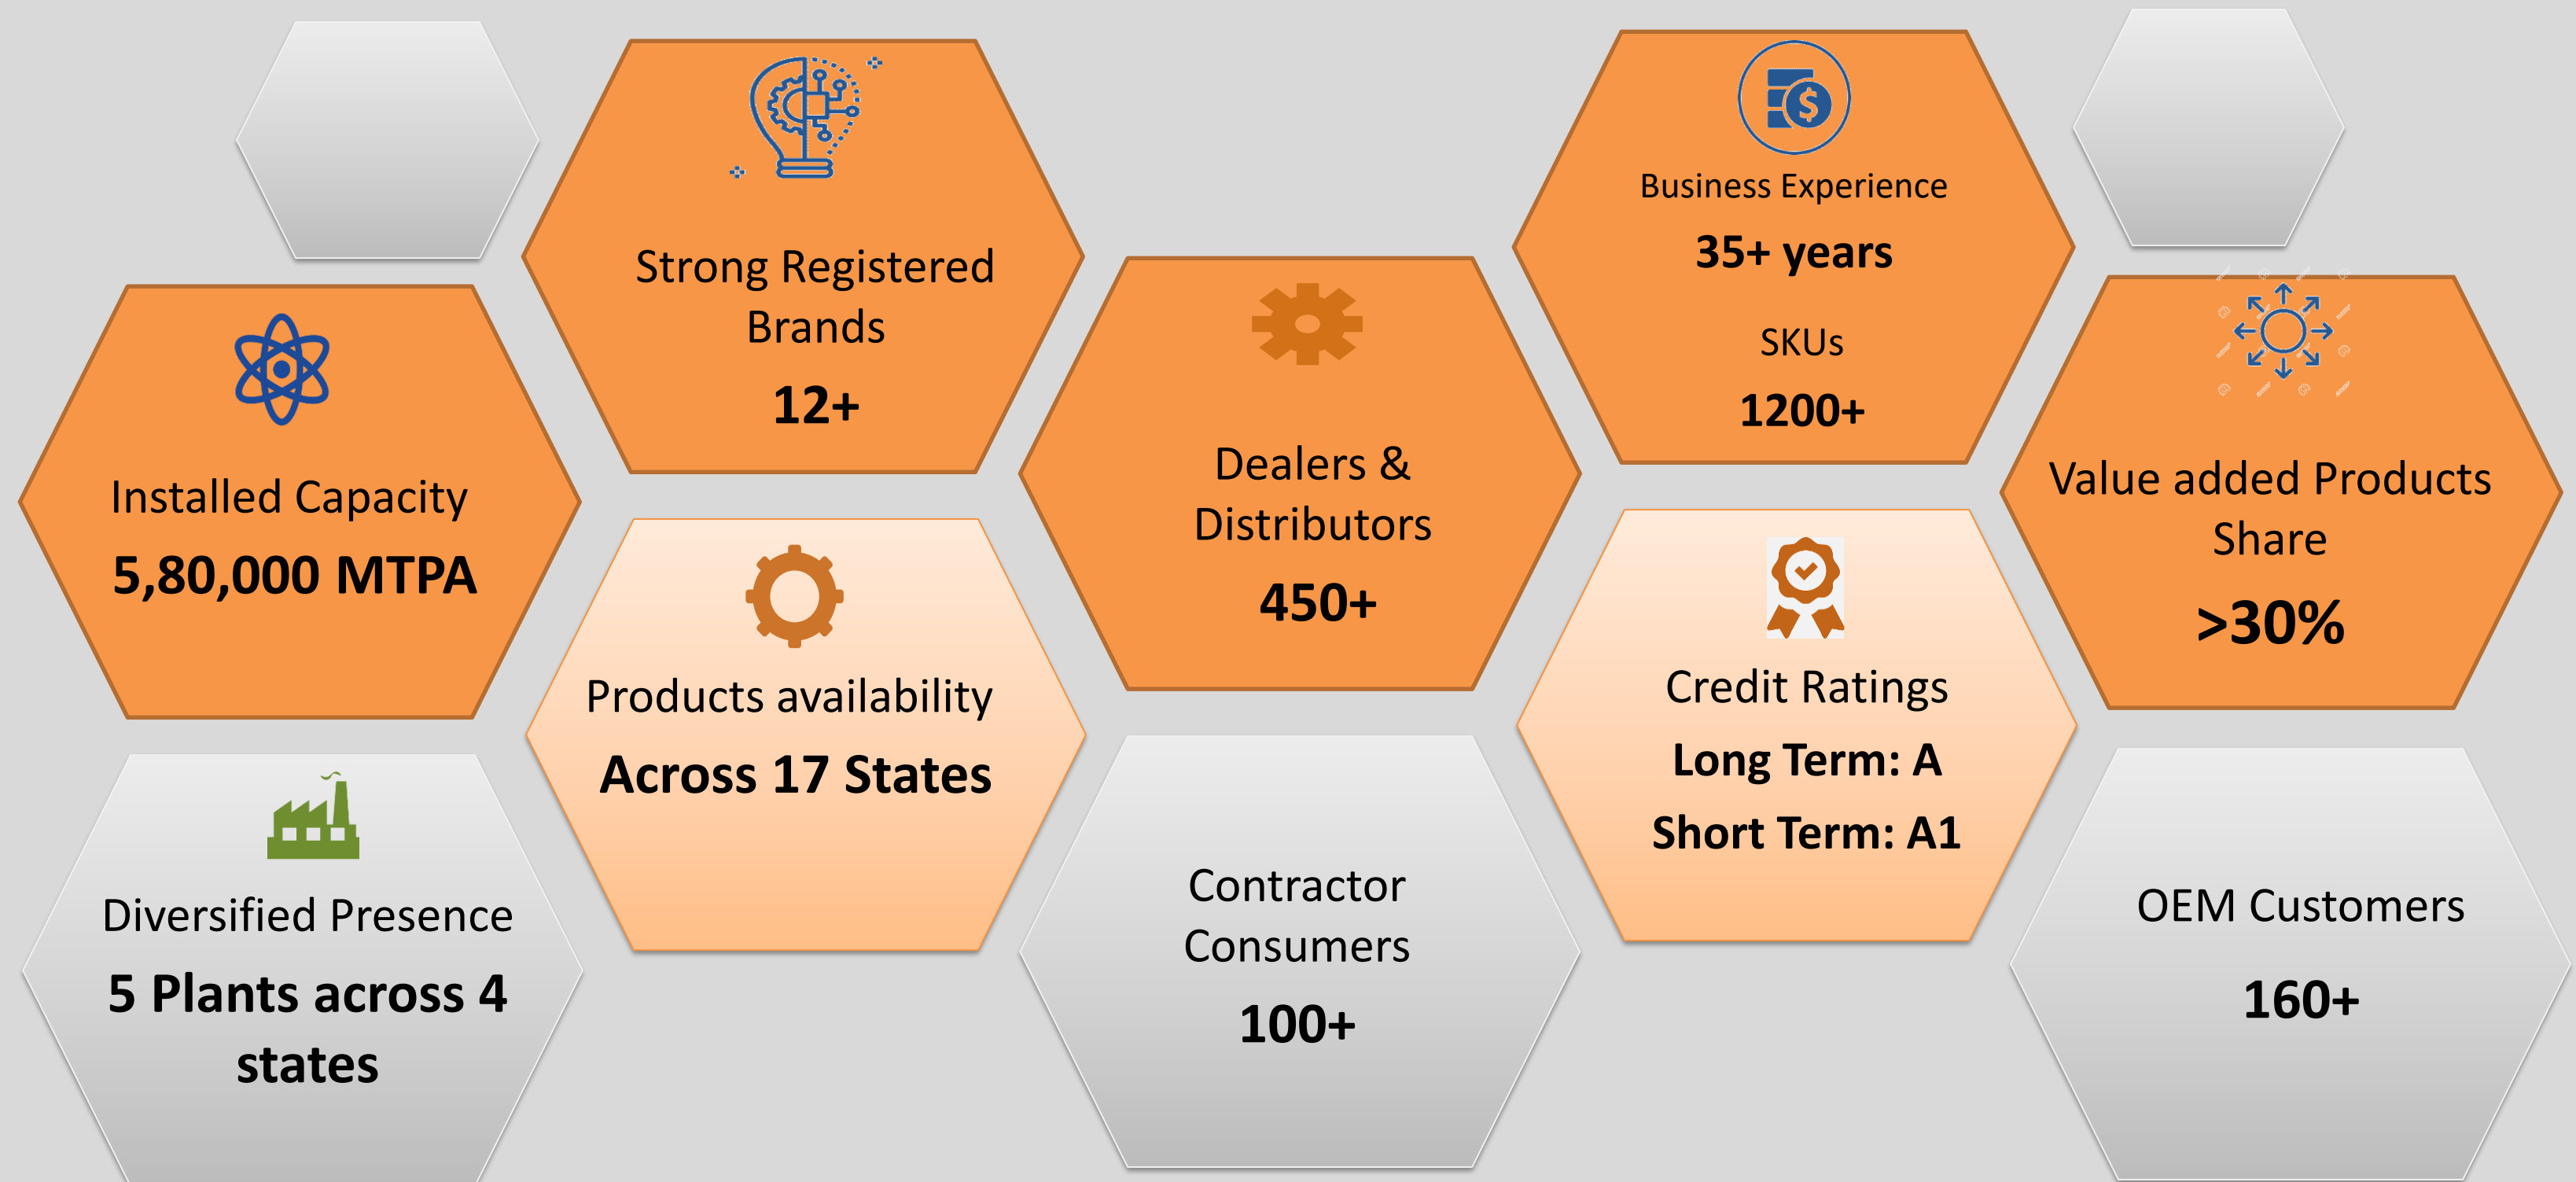 Installed Capacity
5,80,000 MTPA
Diversified Presence
5 Plants across 4
states
Strong Registered
Brands
12+
Products availability
Across 17 States
Dealers &
Distributors
450+
Contractor
Consumers
100+
Business Experience
35+ years
SKUs
1200+
Credit Ratings
Long Term: A
Short Term: A1
Value added Products
Share
>30%
OEM Customers
160+